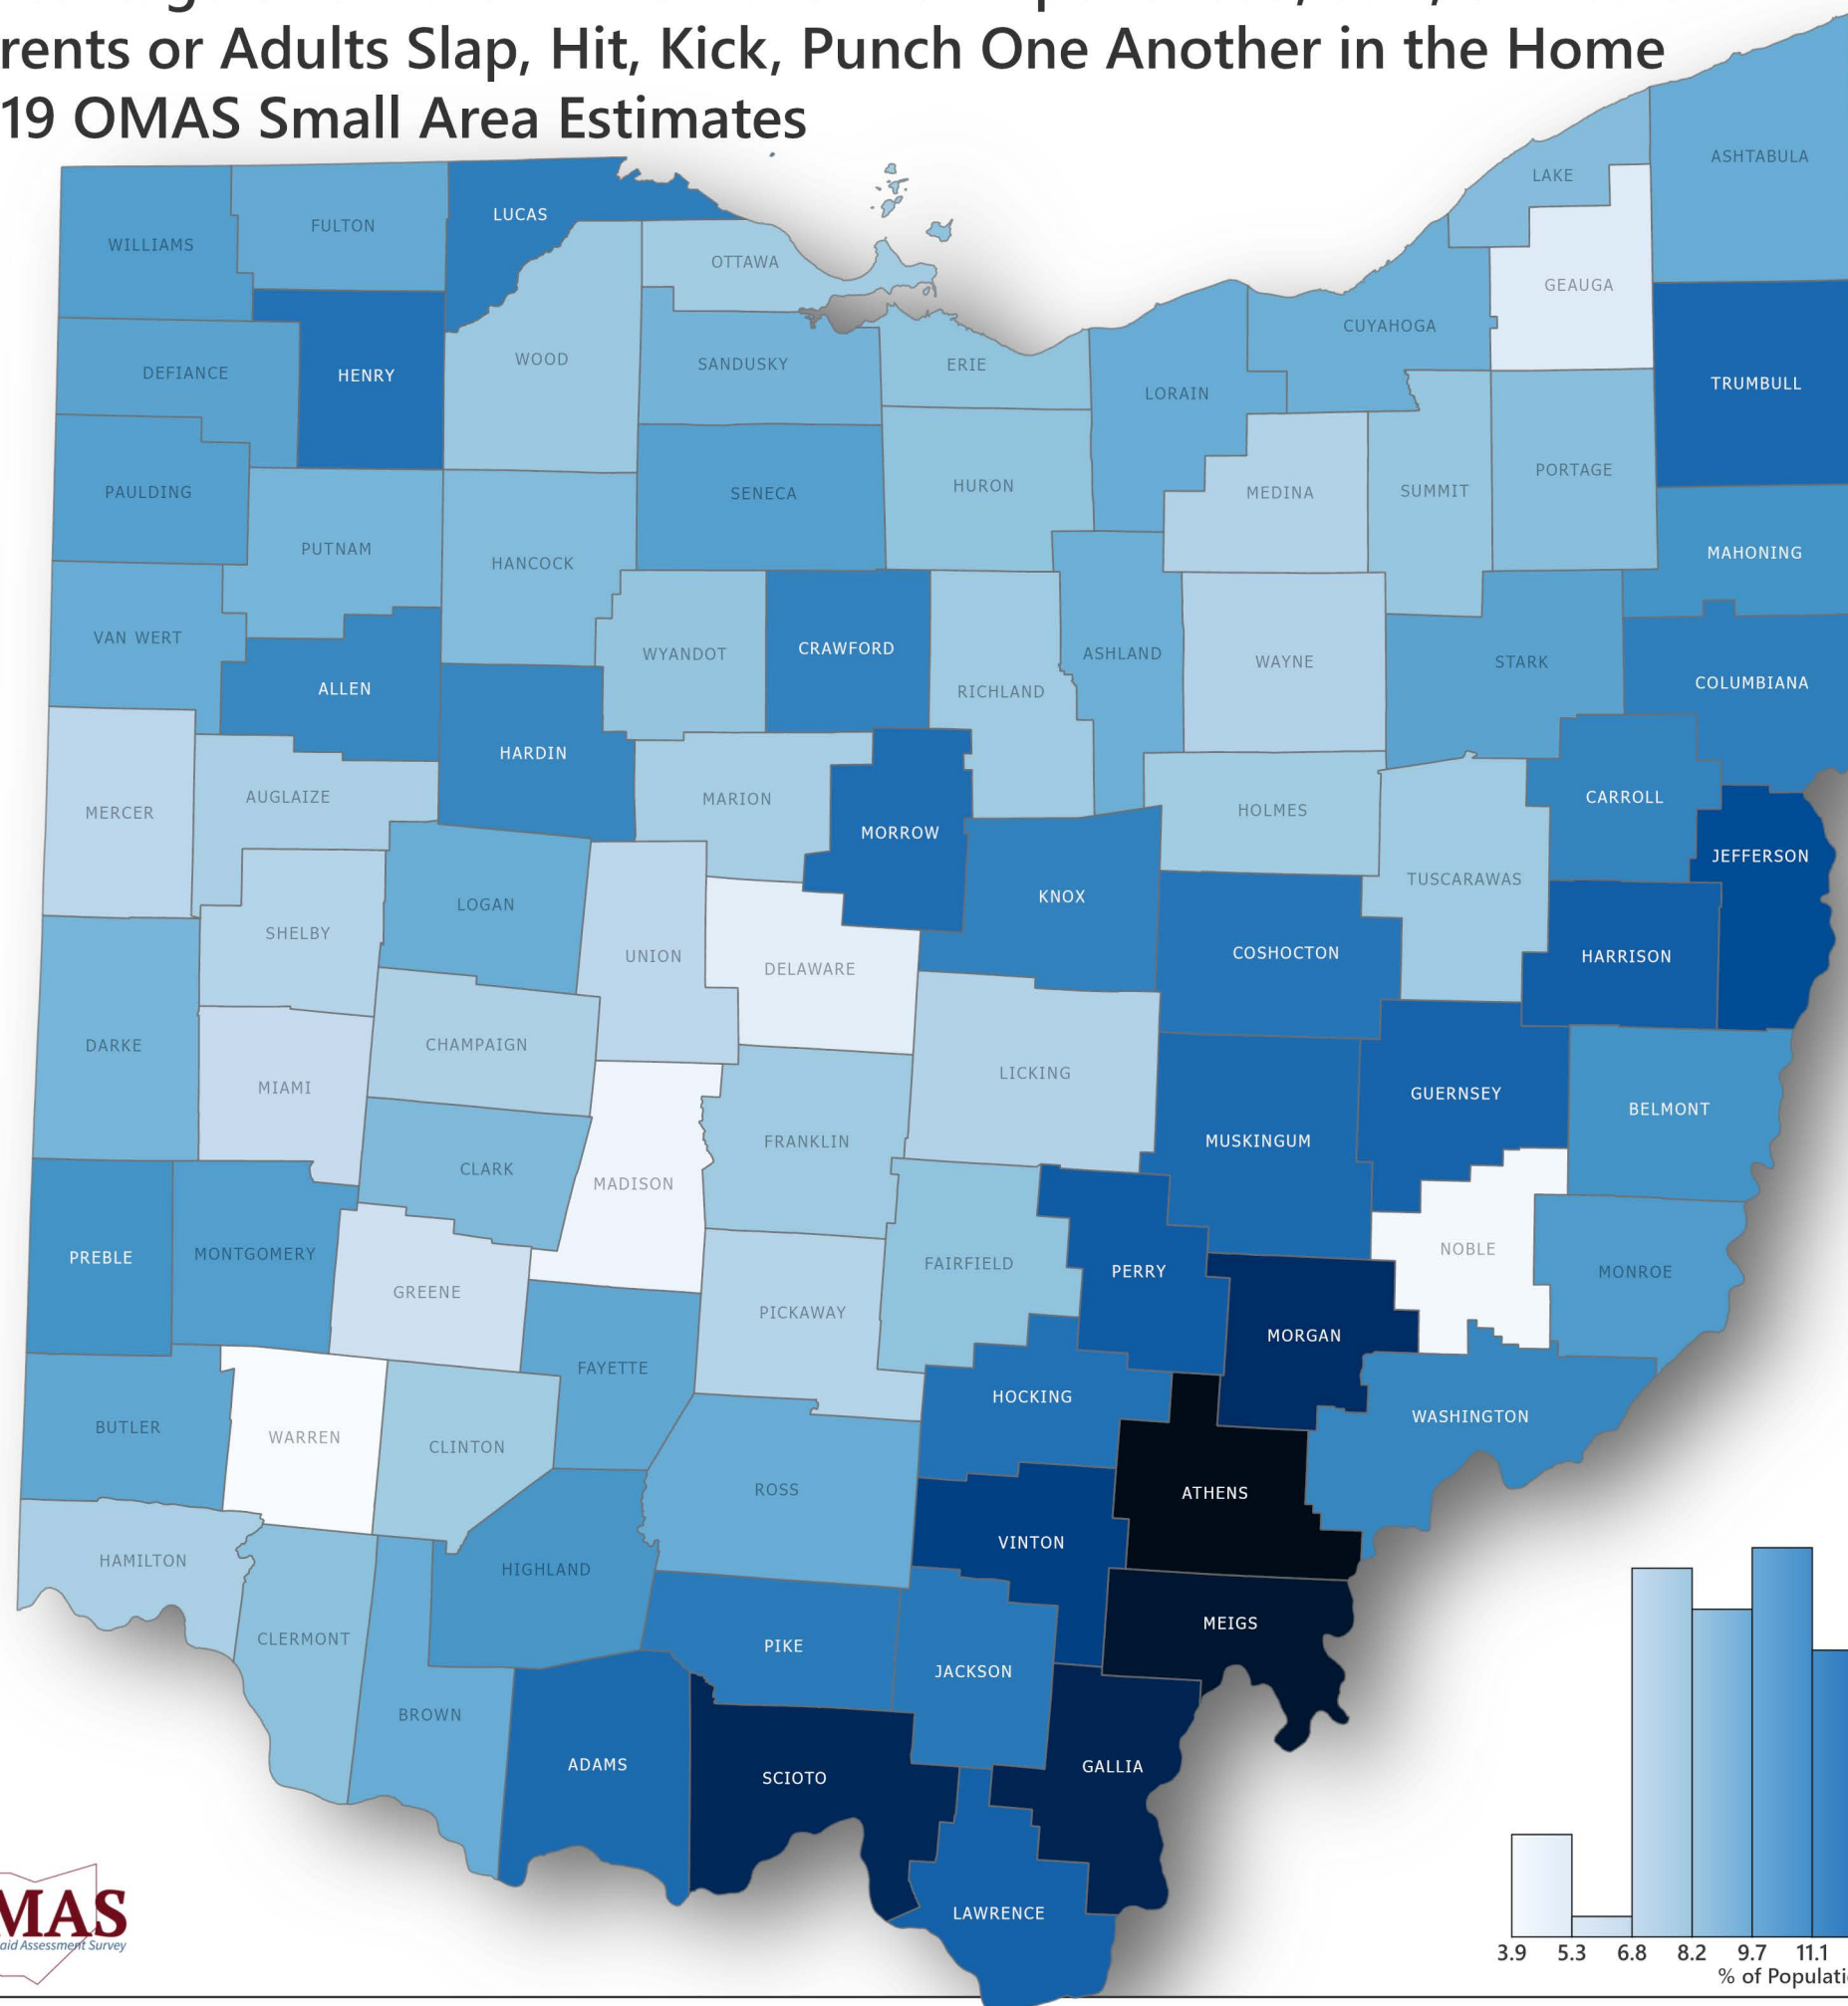 rents or Adults Slap, Hit, Kick, Punch One Another in the Home
19 OMAS Small Area Estimates
ASHTABULA
LAKE
LUCAS
FULTON
WILLIAMS
OTTAWA
GEAUGA
CUYAHOGA
WOOD
SANDUSKY
ERIE
DEFIANCE
HENRY
LORAIN
TRUMBULL
PAULDING
SENECA
HURON
MEDINA
SUMMIT
PORTAGE
PUTNAM
HANCOCK
MAHONING
VAN WERT
WYANDOT
CRAWFORD
ASHLAND
WAYNE
STARK
ALLEN
RICHLAND
COLUMBIANA
HARDIN
MERCER
AUGLAIZE
MARION
HOLMES
CARROLL
MORROW
JEFFERSON
LOGAN
KNOX
TUSCARAWAS
SHELBY
UNION
DELAWARE
COSHOCTON
HARRISON
DARKE
CHAMPAIGN
LICKING
MIAMI
GUERNSEY
BELMONT
CLARK
FRANKLIN
MUSKINGUM
MADISON
PREBLE
MONTGOMERY
GREENE
FAIRFIELD
PERRY
NOBLE
MONROE
PICKAWAY
MORGAN
FAYETTE
HOCKING
WASHINGTON
BUTLER
WARREN
CLINTON
ROSS
ATHENS
HAMILTON
HIGHLAND
VINTON
CLERMONT
PIKE
JACKSON
MEIGS
BROWN
ADAMS
SCIOTO
GALLIA
LAWRENCE
MAS
aid Assessment Survey
3.9 5.3 6.8 8.2 9.7 11.1
% of Populati